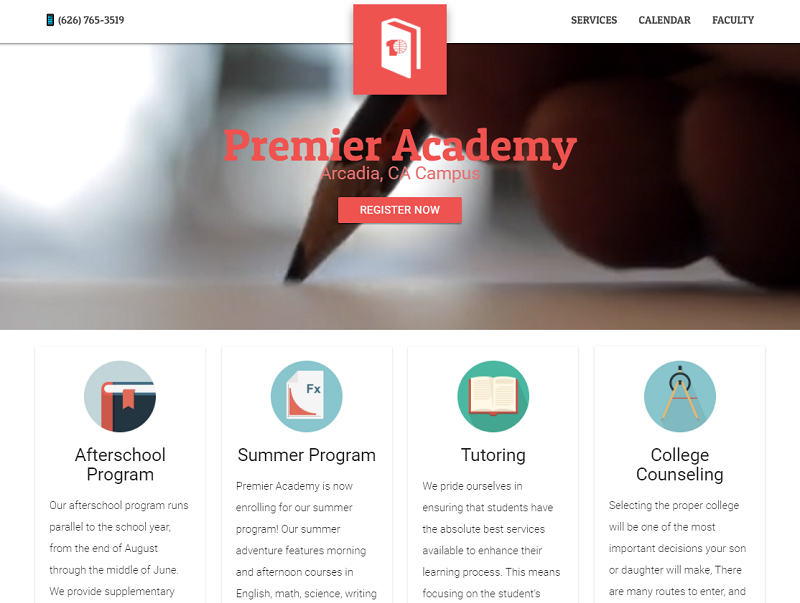 (626) 765-3519
SERVICES CALENDAR FACULTY
Premier Academy
Arcadia, CA Campus
REGISTER NOW
Afterschool
Program
Our afterschool program runs
parallel to the school year,
from the end of August
through the middle of June.
We provide supplementary
Fx
Summer Program
Premier Academy is now
enrolling for our summer
program! Our summer
adventure features morning
and afternoon courses in
English, math, science, writing
Tutoring
We pride ourselves in
ensuring that students have
the absolute best services
available to enhance their
learning process. This means
focusing on the student's
College
Counseling
Selecting the proper college
will be one of the most
important decisions your son
or daughter will make, There
are many routes to enter, and